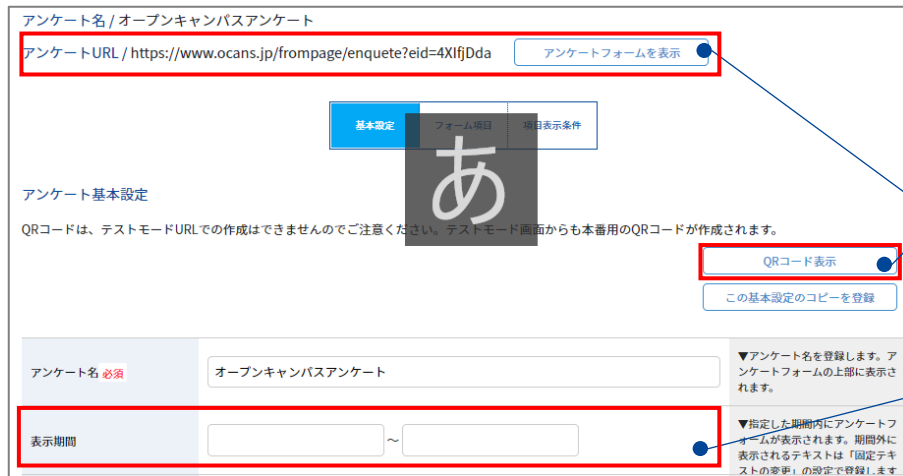 アンケート名 / オープンキャンパスアンケート
アンケートURL / https://www.ocans.jp/frompage/enquete?eid=4XIfjDda アンケートフォームを表示
基本設定 フォーム項目 項目表示条件
あ
アンケート基本設定
QRコードは、テストモードURLでの作成はできませんのでご注意ください。テストモード画面からも本番用のQRコードが作成されます。
QRコード表示
この基本設定のコピーを登録
アンケート名 必須
オープンキャンパスアンケート
▼アンケート名を登録します。ア
ンケートフォームの上部に表示さ
れます。
表示期間
～
▼指定した期間内にアンケートフ
ォームが表示されます。期間外に
表示されるテキストは「固定テキ
ストの変更」の設定で登録します